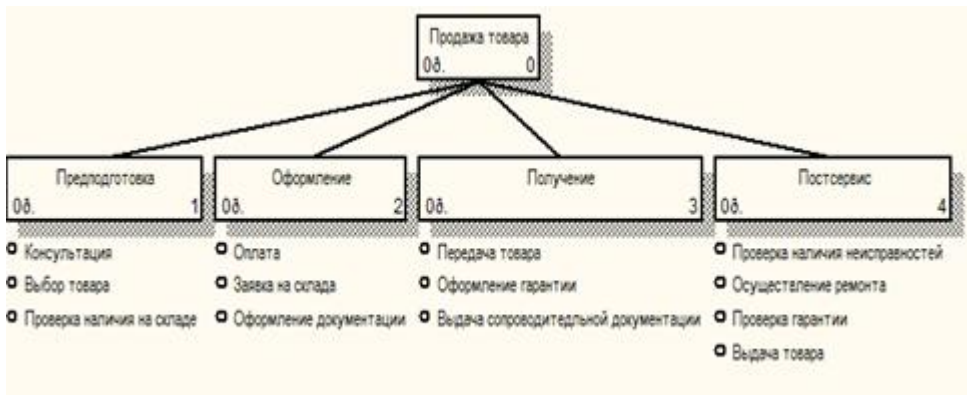 Продажа товара
0д. 0
Предподготовка
0д. 1
Оформление
0д. 2
Получение
0д. 3
Постсервис
0д. 4
Консультация
Выбор товара
Проверка наличия на складе
Оплата
Заявка на склада
Оформление документации
Передача товара
Оформление гарантии
Выдача сопроводитедльной документации
Проверка наличия неисправностей
Осуществление ремонта
Проверка гарантии
Выдача товара